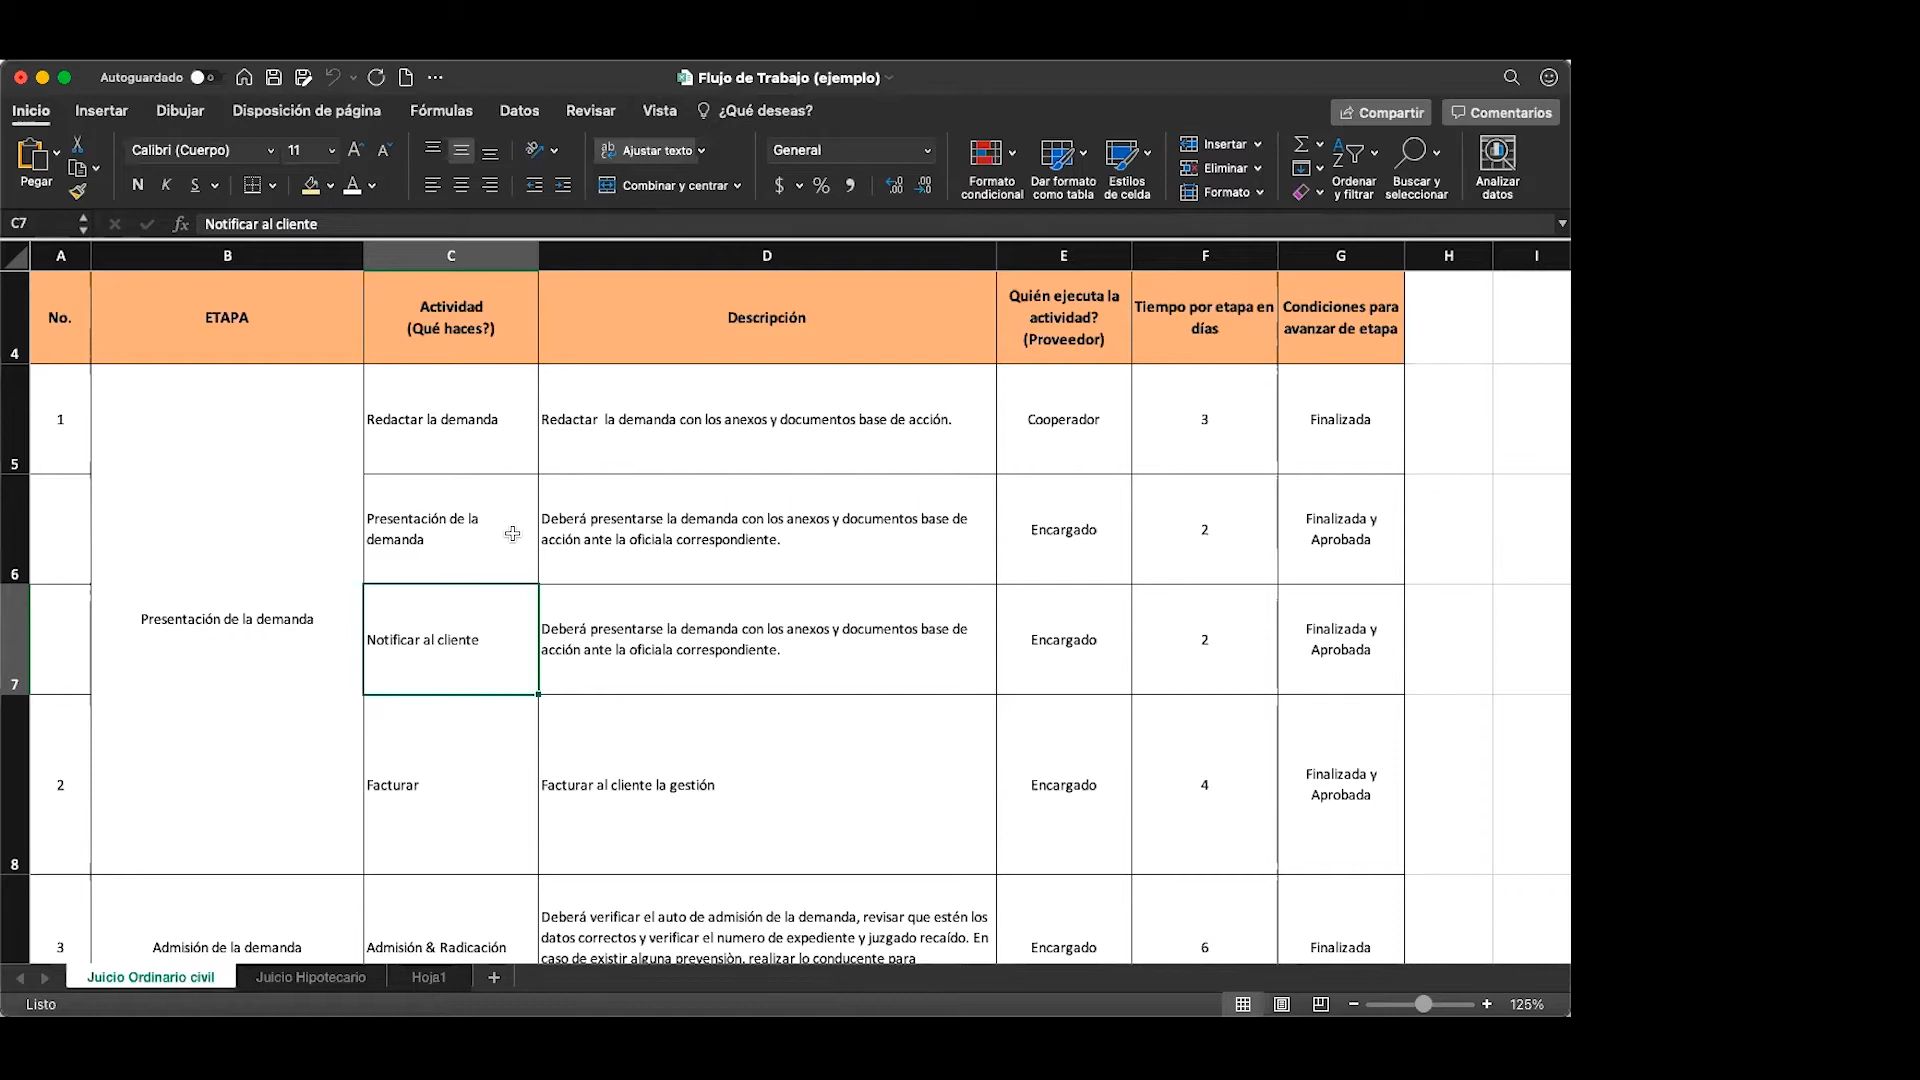 Autoguardado
Flujo de Trabajo (ejemplo)
Inicio Insertar Dibujar Disposición de página Fórmulas Datos Revisar Vista ¿Qué deseas? Compartir Comentarios
Pegar
Calibri (Cuerpo) 11
N K S
Ajustar texto
Combinar y centrar
General
$ % 
Formato condicional
Dar formato como tabla
Estilos de celda
Insertar
Eliminar
Formato
Ordenar y filtrar
Buscar y seleccionar
Analizar datos
C7 fx Notificar al cliente
A B C D E F G H I
4
No.
ETAPA
Actividad
(Qué haces?)
Descripción
Quién ejecuta la
actividad?
(Proveedor)
Tiempo por etapa en
días
Condiciones para
avanzar de etapa
5
1
Redactar la demanda
Redactar la demanda con los anexos y documentos base de acción.
Cooperador
3
Finalizada
6
Presentación de la
demanda
Deberá presentarse la demanda con los anexos y documentos base de
acción ante la oficiala correspondiente.
Encargado
2
Finalizada y
Aprobada
7
Presentación de la demanda
Notificar al cliente
Deberá presentarse la demanda con los anexos y documentos base de
acción ante la oficiala correspondiente.
Encargado
2
Finalizada y
Aprobada
8
2
Facturar
Facturar al cliente la gestión
Encargado
4
Finalizada y
Aprobada
3
Admisión de la demanda
Admisión & Radicación
Deberá verificar el auto de admisión de la demanda, revisar que estén los
datos correctos y verificar el numero de expediente y juzgado recaído. En
caso de existir alguna prevensiòn, realizar lo conducente para
Encargado
6
Finalizada
Juicio Ordinario civil Juicio Hipotecario Hoja1
Listo
125%